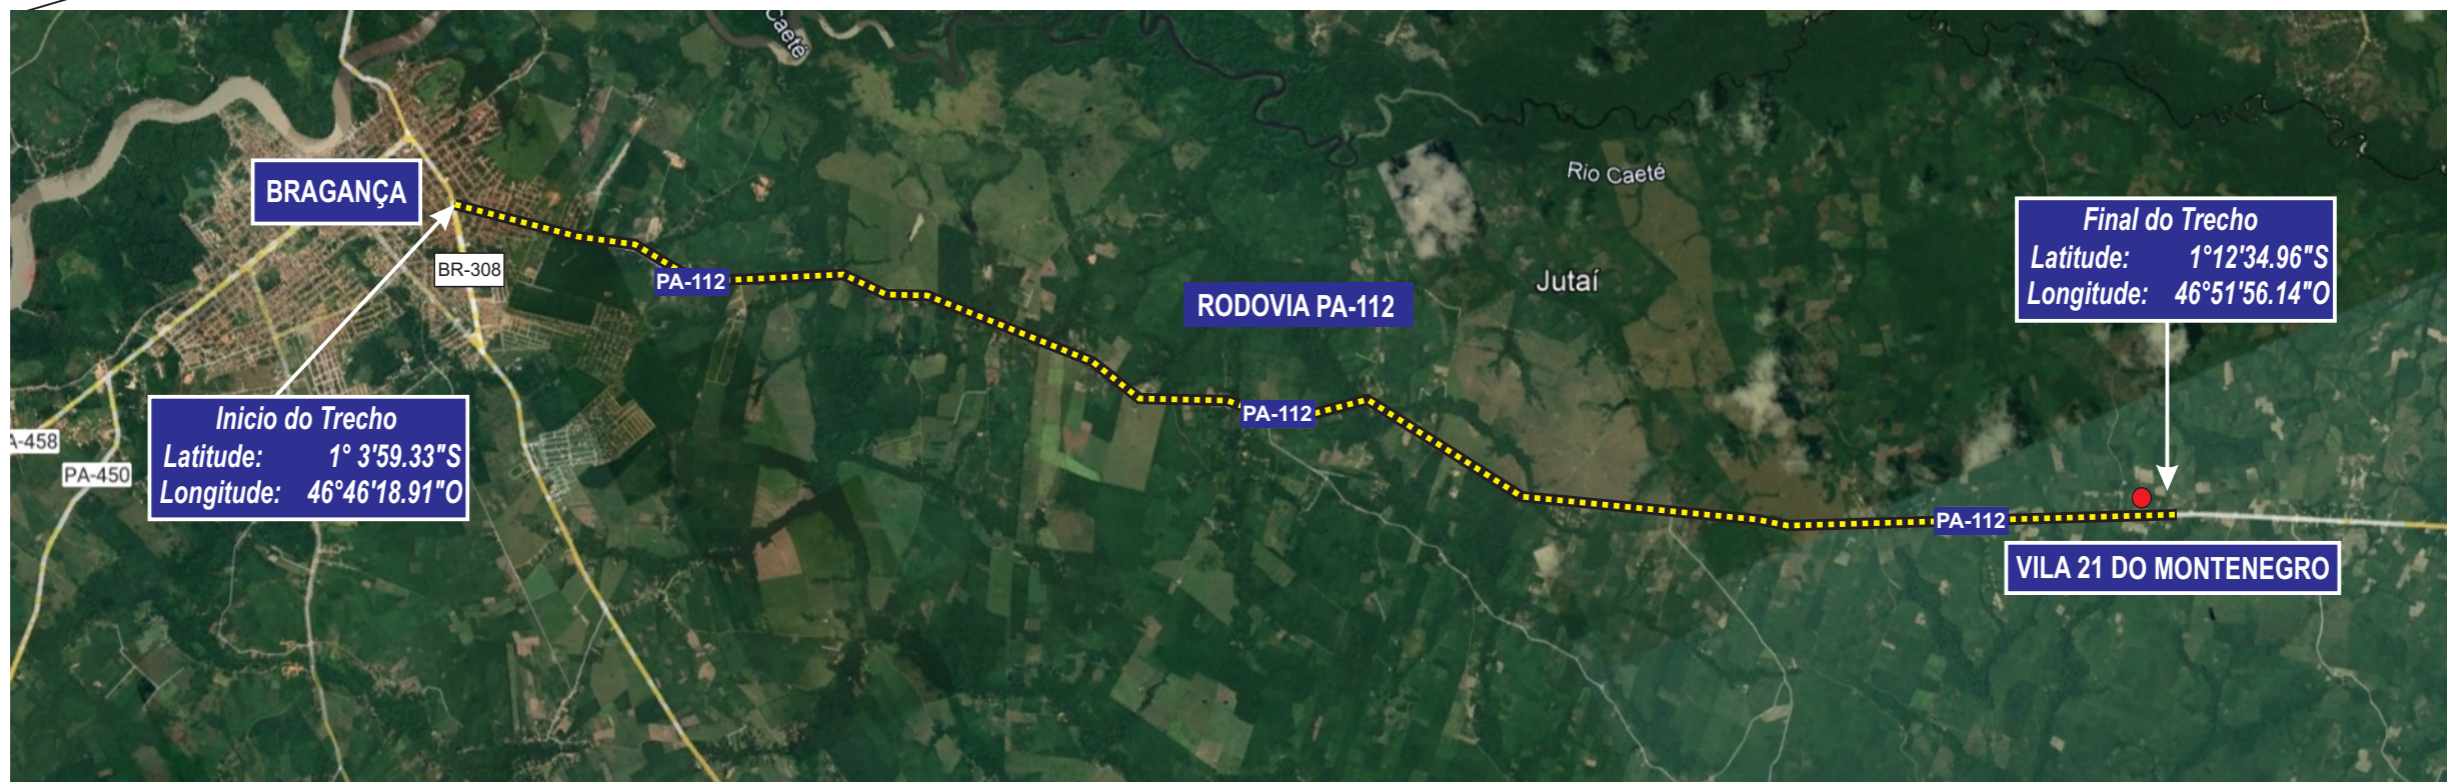 Caeté
BRAGANÇA
Rio Caeté
Final do Trecho
Latitude: 1°12'34.96"S
Longitude: 46°51'56.14"O
BR-308
PA-112
Jutaí
RODOVIA PA-112
Inicio do Trecho
Latitude: 1° 3'59.33"S
Longitude: 46°46'18.91"O
PA-112
A-458
PA-450
PA-112
VILA 21 DO MONTENEGRO